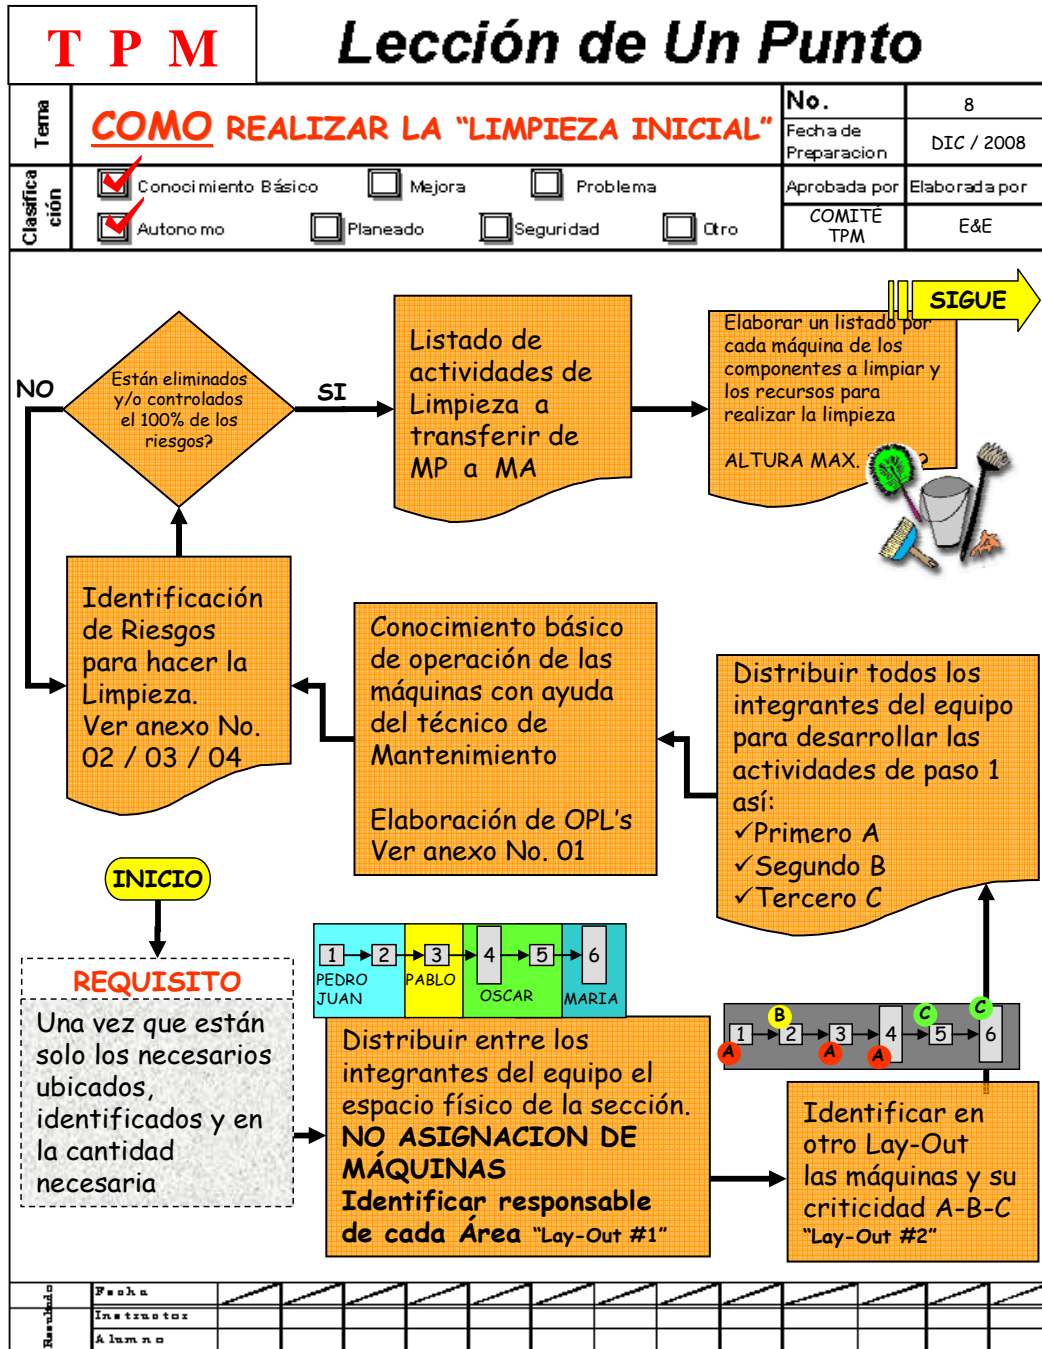 T P M
Lección de Un Punto
Tema
COMO REALIZAR LA “LIMPIEZA INICIAL”
No.
8
Fecha de
Preparacion
DIC / 2008
Clasifica
ción
Conocimiento Básico
Mejora
Problema
Autonomo
Planeado
Seguridad
Otro
Aprobada por
Elaborada por
COMITÉ
TPM
E&E
SIGUE
NO
Están eliminados
y/o controlados
el 100% de los
riesgos?
SI
Listado de
actividades de
Limpieza a
transferir de
MP a MA
Elaborar un listado por
cada máquina de los
componentes a limpiar y
los recursos para
realizar la limpieza
ALTURA MAX.
Identificación
de Riesgos
para hacer la
Limpieza.
Ver anexo No.
02 / 03 / 04
Conocimiento básico
de operación de las
máquinas con ayuda
del técnico de
Mantenimiento
Elaboración de OPL’s
Ver anexo No. 01
Distribuir todos los
integrantes del equipo
para desarrollar las
actividades de paso 1
así:
✓Primero A
✓Segundo B
✓Tercero C
INICIO
REQUISITO
Una vez que están
solo los necesarios
ubicados,
identificados y en
la cantidad
necesaria
1 2 3 4 5 6
PEDRO
JUAN
PABLO
OSCAR
MARIA
Distribuir entre los
integrantes del equipo el
espacio físico de la sección.
NO ASIGNACION DE
MÁQUINAS
Identificar responsable
de cada Área “Lay-Out #1”
B C C
1 2 3 4 5 6
A A A
Identificar en
otro Lay-Out
las máquinas y su
criticidad A-B-C
“Lay-Out #2”
Resultado
Fecha
Instructor
Alumno